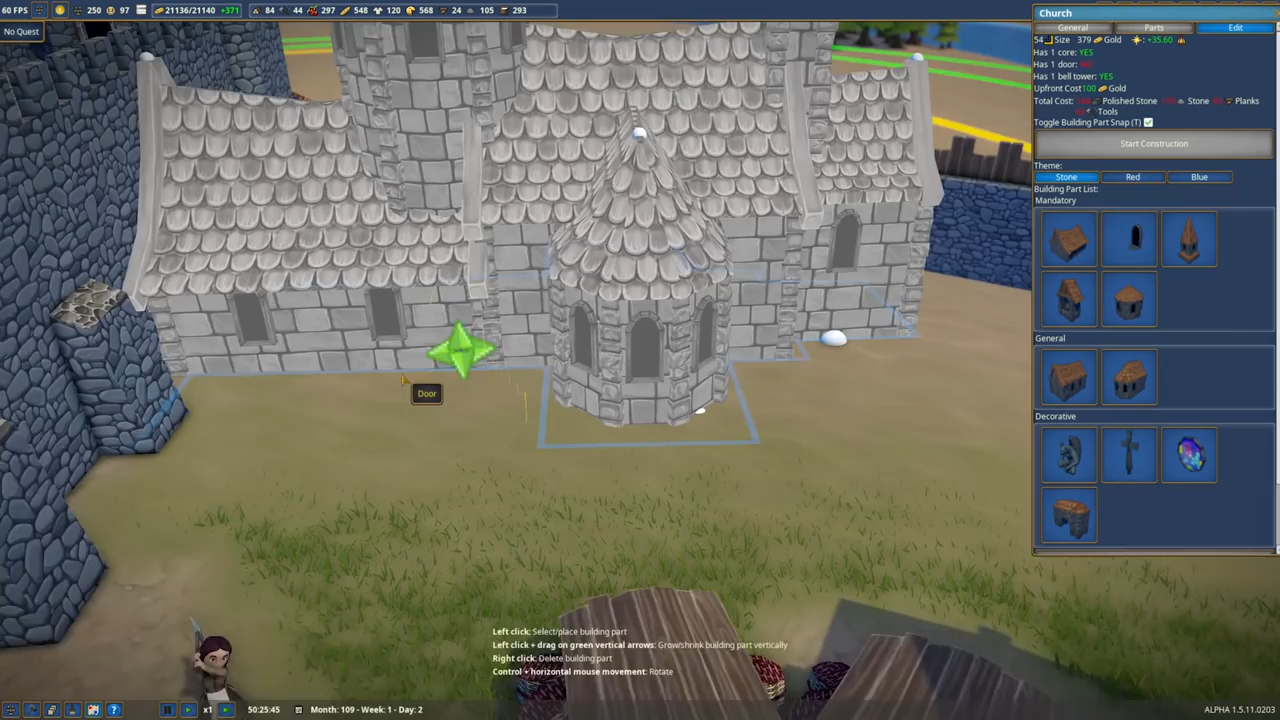 60 FPS 250 97 21136/21140 +371 84 44 297 548 120 568 24 105 293
No Quest
Church
General Parts Edit
54 Size 379 Gold : +35.60
Has 1 core: YES
Has 1 door:
Has 1 bell tower: YES
Upfront Cost100 Gold
Total Cost: Polished Stone Stone Planks
Tools
Toggle Building Part Snap (T)
Start Construction
Theme:
Stone Red Blue
Building Part List:
Mandatory
General
Decorative
Door
Left click: Select/place building part
Left click + drag on green vertical arrows: Grow/shrink building part vertically
Right click: Delete building part
Control + horizontal mouse movement: Rotate
x1 50:25:45 Month: 109 - Week: 1 - Day: 2
ALPHA 1.5.11.0203